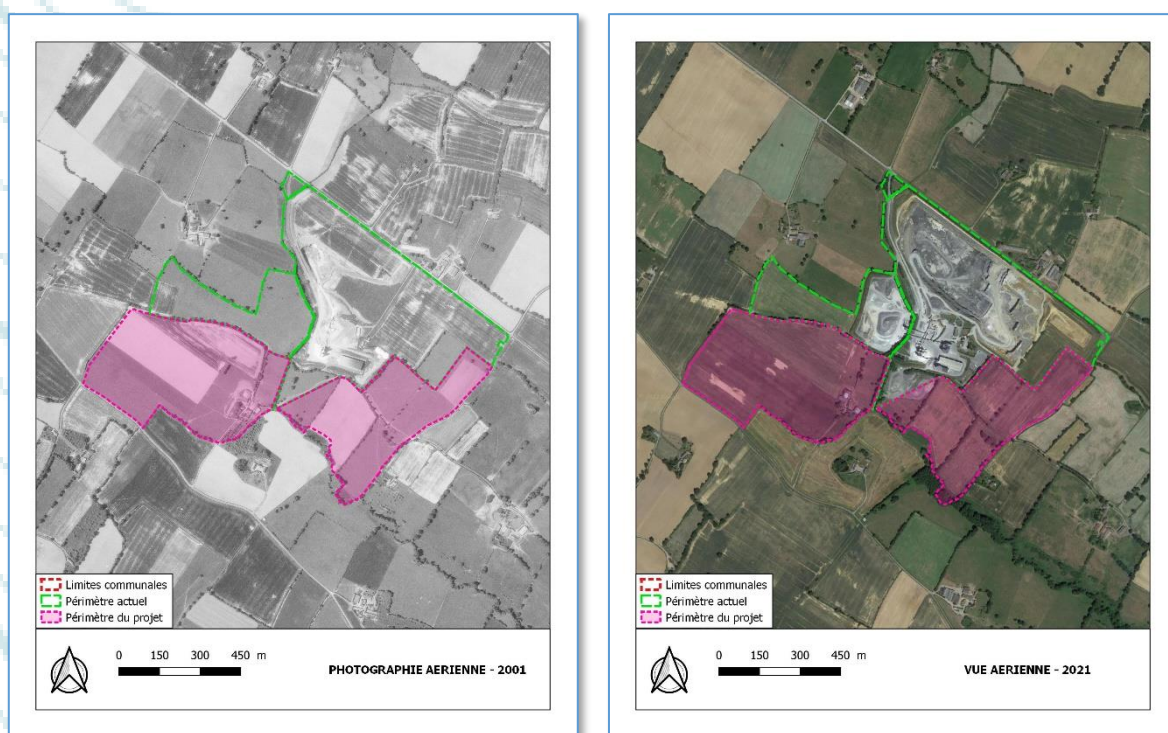 Limites communales
Périmètre actuel
Périmètre du projet
0 150 300 450 m
PHOTOGRAPHIE AERIENNE - 2001
Limites communales
Périmètre actuel
Périmètre du projet
0 150 300 450 m
VUE AERIENNE - 2021